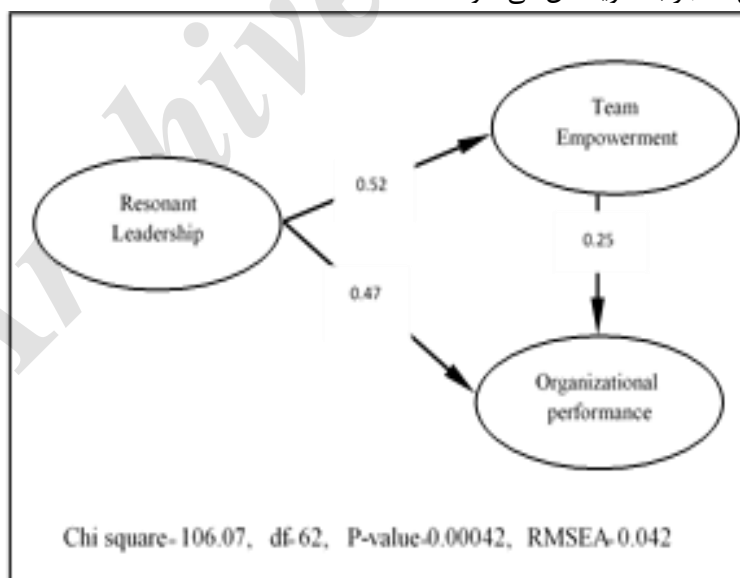 Team
Empowerment
Resonant
Leadership
0.52
0.25
0.47
Organizational
performance
Chi square-106.07, df-62, P-value-0.00042, RMSEA-0.042